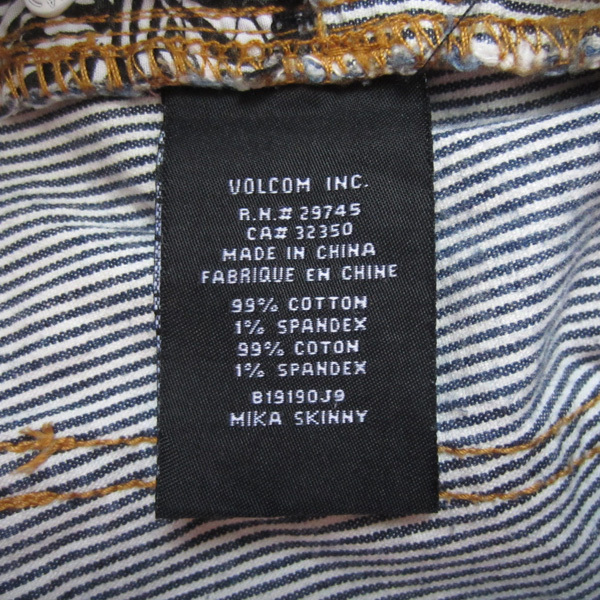 VOLCOM INC.
R.N.# 29745
CA# 32350
MADE IN CHINA
FABRIQUE EN CHINE
99% COTTON
1% SPANDEX
99% COTON
1% SPANDEX
B19190J9
MIKA SKINNY